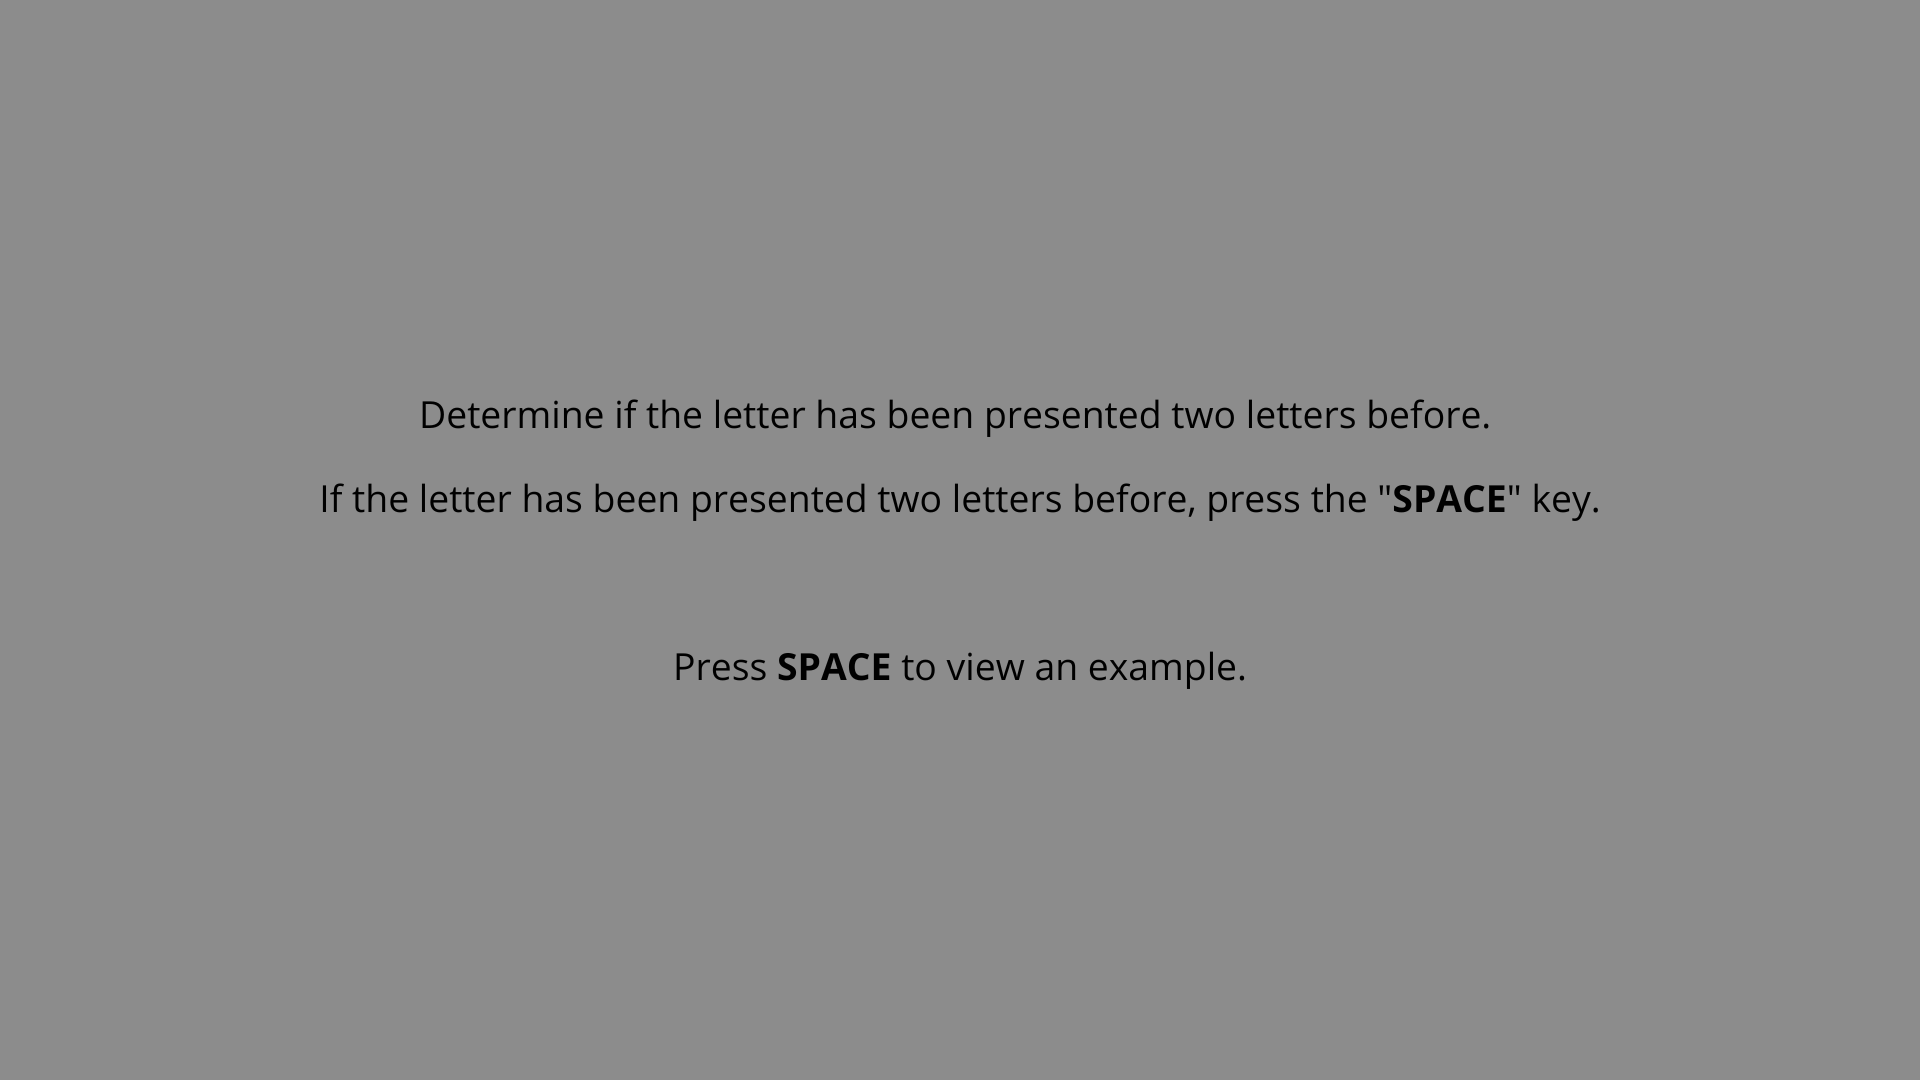 Determine if the letter has been presented two letters before.
If the letter has been presented two letters before, press the "SPACE" key.
Press SPACE to view an example.